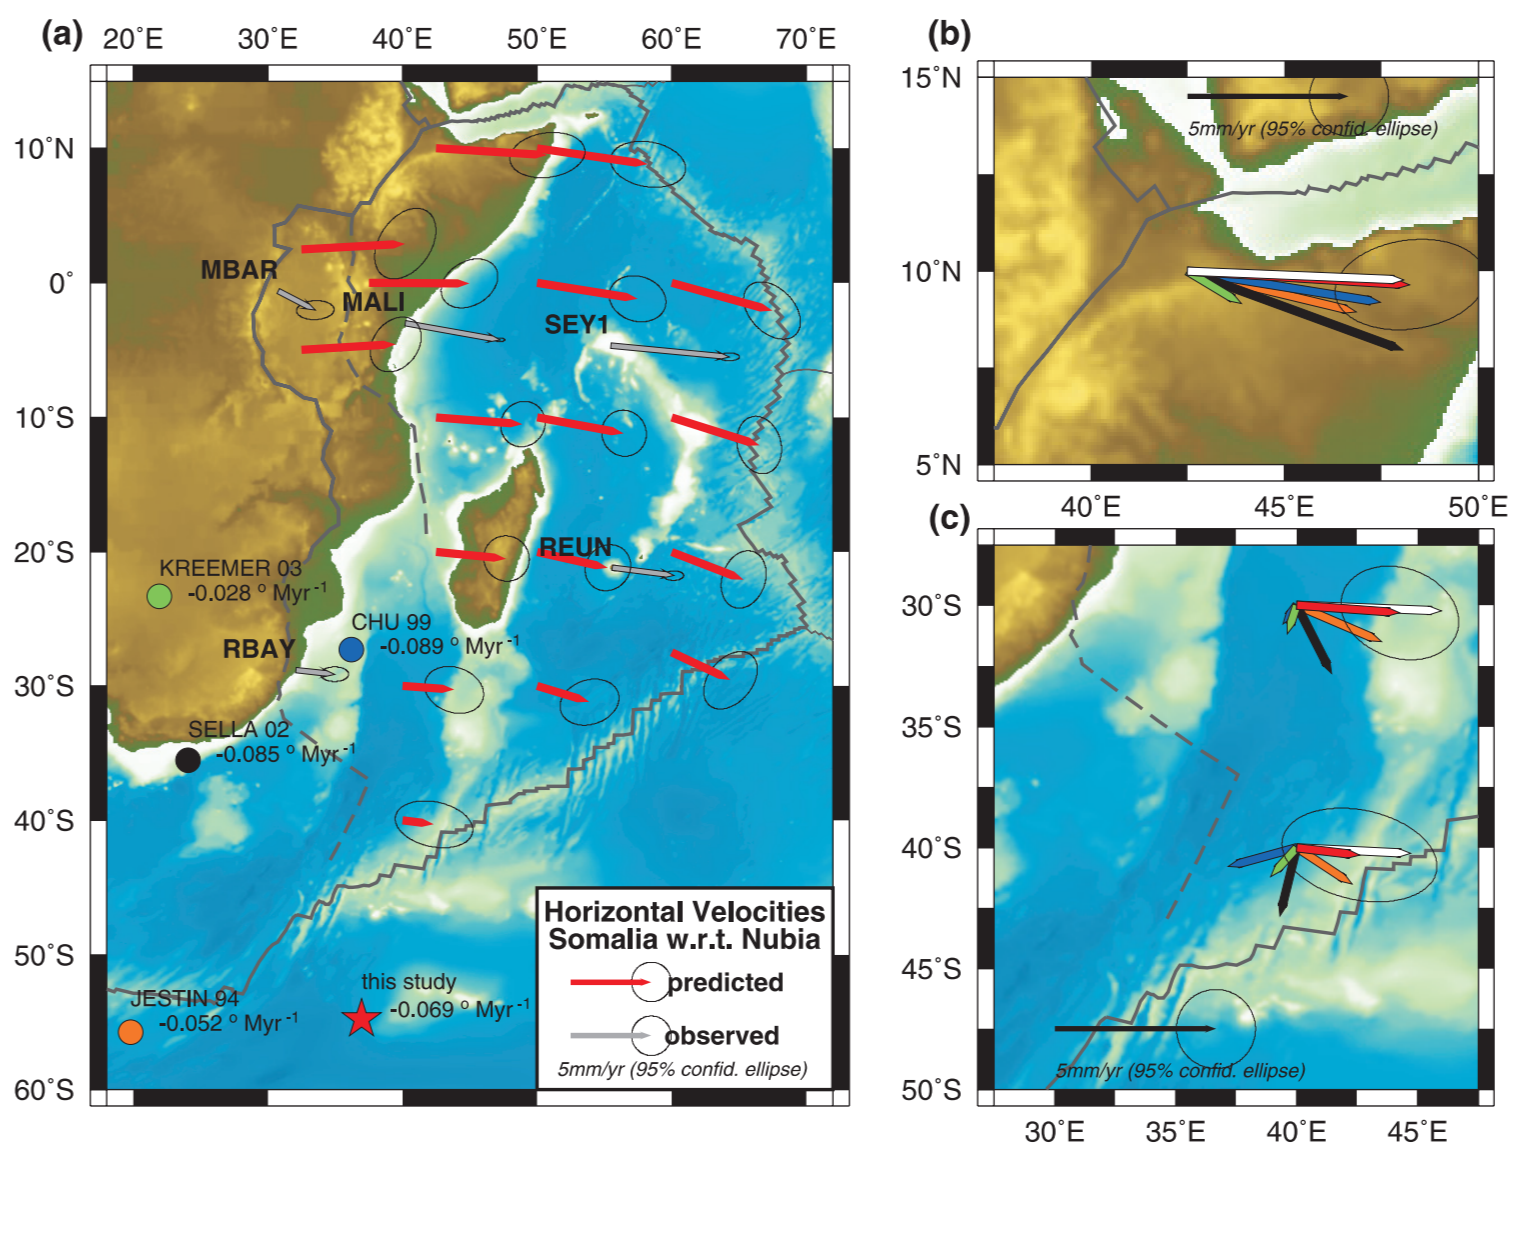 (a)
20˚E 30˚E 40˚E 50˚E 60˚E 70˚E
10˚N
0˚
10˚S
20˚S
30˚S
40˚S
50˚S
60˚S
MBAR
MALI
SEY1
REUN
KREEMER 03
-0.028 º Myr-1
CHU 99
-0.089 º Myr-1
RBAY
SELLA 02
-0.085 º Myr-1
this study
-0.069 º Myr-1
JESTIN 94
-0.052 º Myr-1
Horizontal Velocities
Somalia w.r.t. Nubia
predicted
observed
5mm/yr (95% confid. ellipse)
(b)
15˚N
10˚N
5˚N
5mm/yr (95% confid. ellipse)
40˚E 45˚E 50˚E
(c)
30˚S
35˚S
40˚S
45˚S
50˚S
5mm/yr (95% confid. ellipse)
30˚E 35˚E 40˚E 45˚E